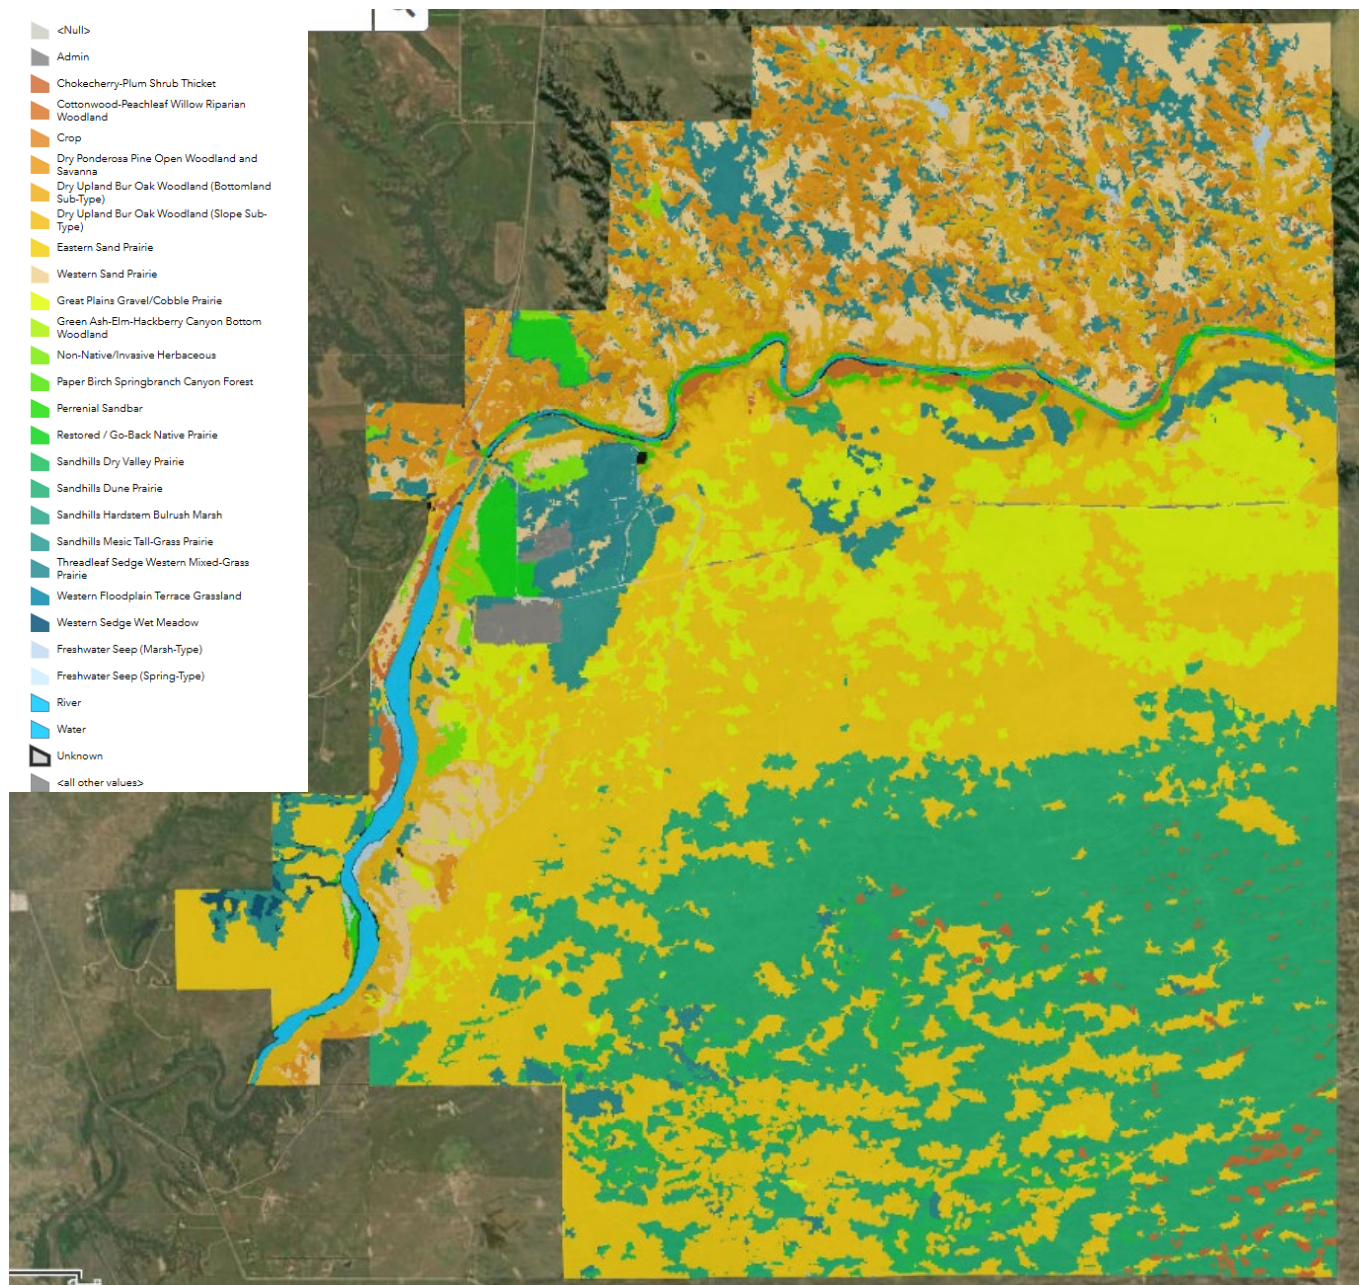 <Null>
Admin
Chokecherry-Plum Shrub Thicket
Cottonwood-Peachleaf Willow Riparian
Woodland
Crop
Dry Ponderosa Pine Open Woodland and
Savanna
Dry Upland Bur Oak Woodland (Bottomland
Sub-Type)
Dry Upland Bur Oak Woodland (Slope Sub-
Type)
Eastern Sand Prairie
Western Sand Prairie
Great Plains Gravel/Cobble Prairie
Green Ash-Elm-Hackberry Canyon Bottom
Woodland
Non-Native/Invasive Herbaceous
Paper Birch Springbranch Canyon Forest
Perrenial Sandbar
Restored / Go-Back Native Prairie
Sandhills Dry Valley Prairie
Sandhills Dune Prairie
Sandhills Hardstem Bulrush Marsh
Sandhills Mesic Tall-Grass Prairie
Threadleaf Sedge Western Mixed-Grass
Prairie
Western Floodplain Terrace Grassland
Western Sedge Wet Meadow
Freshwater Seep (Marsh-Type)
Freshwater Seep (Spring-Type)
River
Water
Unknown
<all other values>